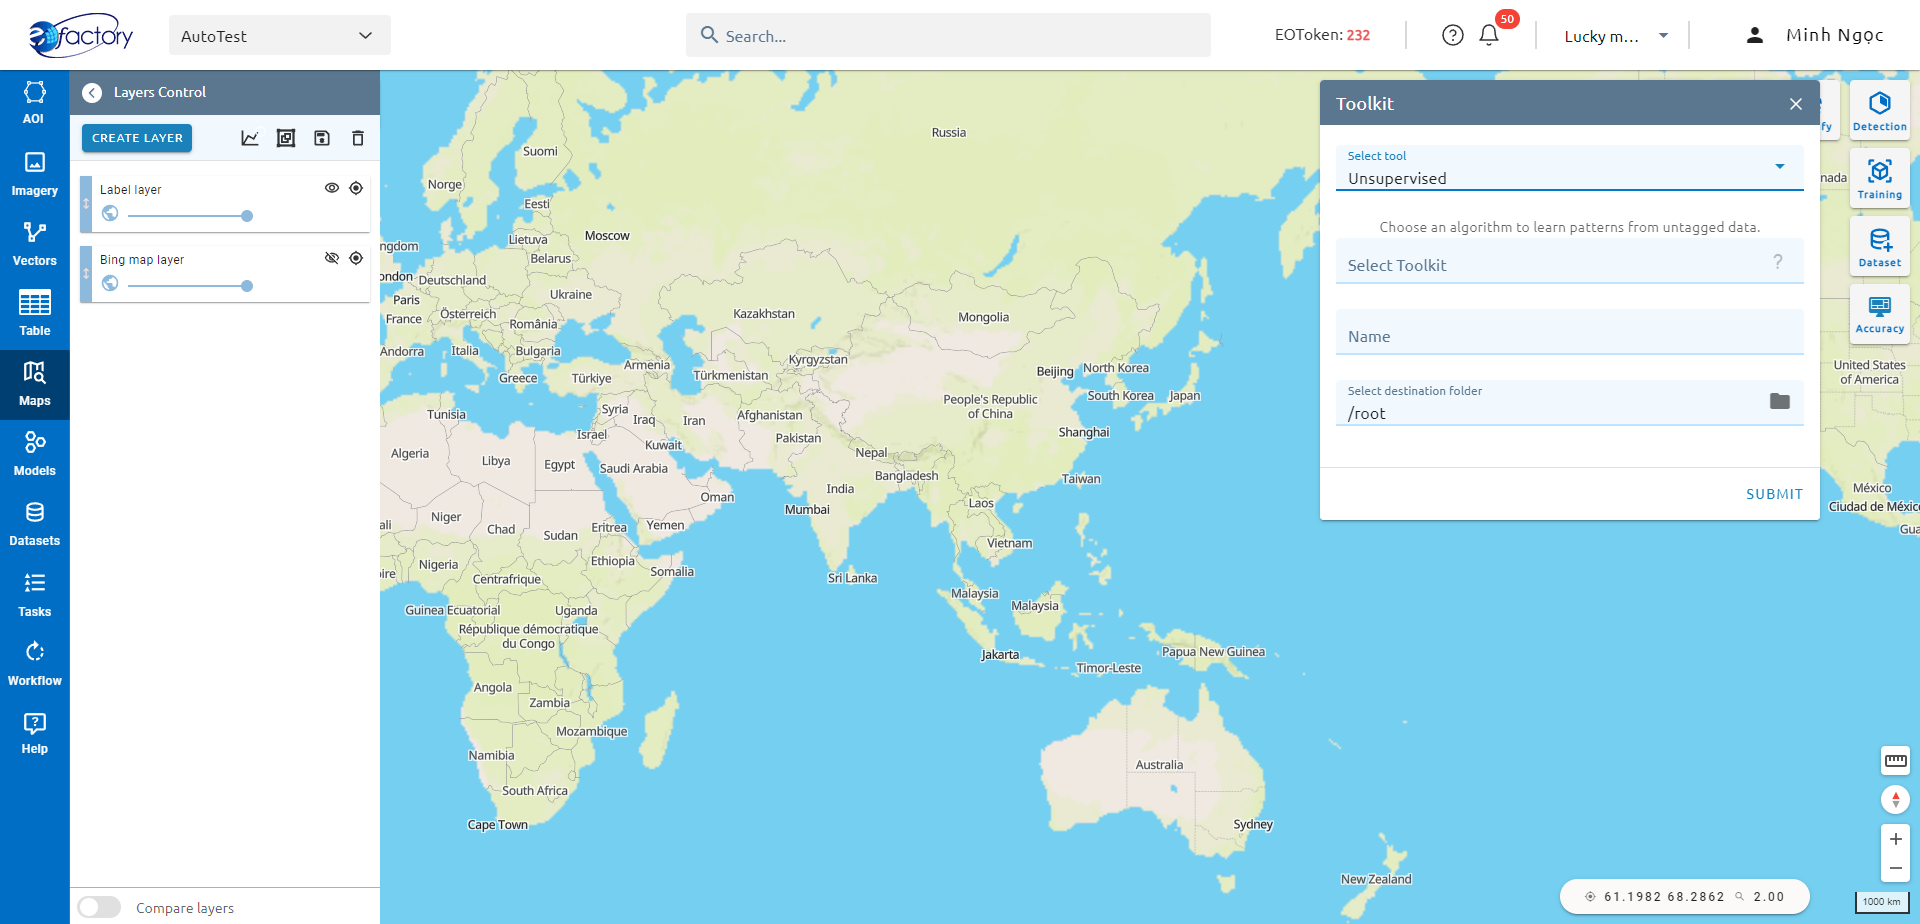 eofactory
AutoTest
Search...
EOToken: 232
50
Lucky m...
Minh Ngọc
AOI
Imagery
Vectors
Table
Maps
Models
Datasets
Tasks
Workflow
Help
Layers Control
CREATE LAYER
Label layer
Bing map layer
Compare layers
Russia
Suomi
Norge
Eesti
Moscow
Lietuva
ngdom
Belarus
ondon
Deutschland
Ukraine
Paris
Österreich
France
România
Kazakhstan
Mongolia
Andorra
Italia
Bulgaria
Kyrgyzstan
Armenia
Greece
Türkiye
Türkmenistan
Beijing
North Korea
South Korea
Japan
People's Republic
of China
Tunisia
Syria
Iraq
Iran
Afghanistan
Israel
Kuwait
Pakistan
Shanghai
Algeria
Libya
Egypt
Saudi Arabia
Nepal
Bangladesh
Taiwan
India
Oman
Mumbai
Laos
Niger
Chad
Sudan
Eritrea
Yemen
ali
Vietnam
Nigeria
Ethiopia
Somalia
Sri Lanka
ire
Centrafrique
Malaysia
Malaysia
Guinea Ecuatorial
Uganda
République démocratique
du Congo
Jakarta
Timor-Leste
Papua New Guinea
Angola
Zambia
Mozambique
Namibia
South Africa
Cape Town
Australia
Sydney
New Zealand
nada
United States
of America
México
Ciudad de Méxic
Gua
Toolkit
Select tool
Unsupervised
Choose an algorithm to learn patterns from untagged data.
Select Toolkit
?
Name
Select destination folder
/root
SUBMIT
fy
Detection
Training
Dataset
Accuracy
61.1982 68.2862 2.00
1000 km